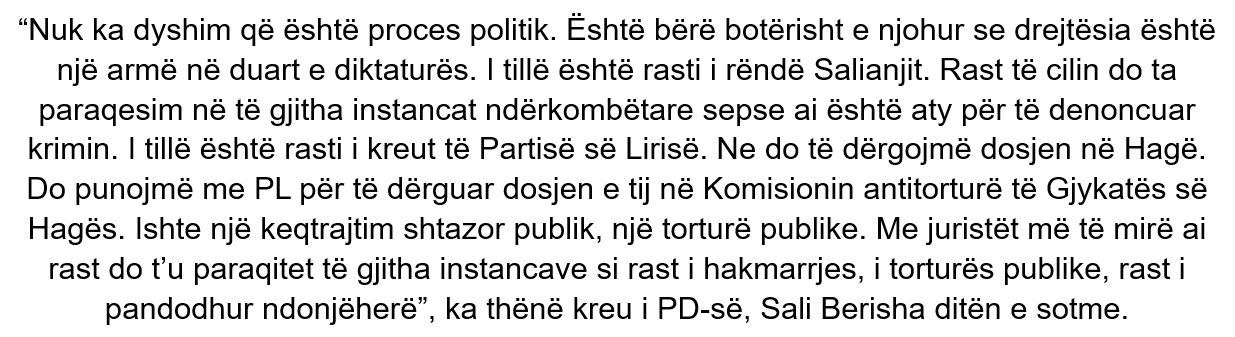 “Nuk ka dyshim që është proces politik. Është bërë botërisht e njohur se drejtësia është
një armë në duart e diktaturës. I tillë është rasti i rëndë Salianjit. Rast të cilin do ta
paraqesim në të gjitha instancat ndërkombëtare sepse ai është aty për të denoncuar
krimin. I tillë është rasti i kreut të Partisë së Lirisë. Ne do të dërgojmë dosjen në Hagë.
Do punojmë me PL për të dërguar dosjen e tij në Komisionin antitorturë të Gjykatës së
Hagës. Ishte një keqtrajtim shtazor publik, një torturë publike. Me juristët më të mirë ai
rast do t’u paraqitet të gjitha instancave si rast i hakmarrjes, i torturës publike, rast i
pandodhur ndonjëherë”, ka thënë kreu i PD-së, Sali Berisha ditën e sotme.